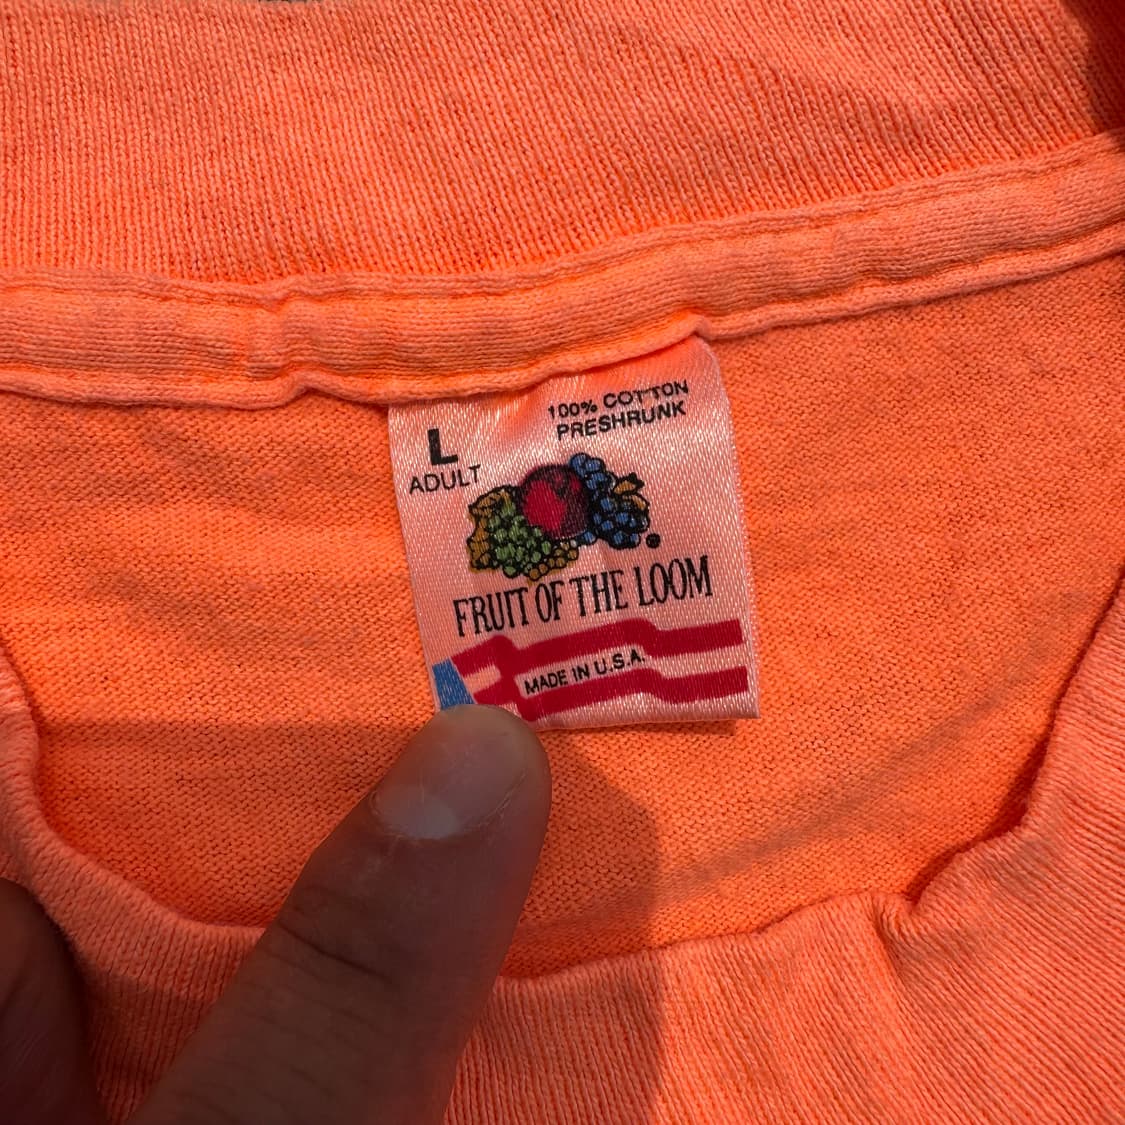 100% COTTON
PRESHRUNK
L
ADULT
®
FRUIT OF THE LOOM
MADE IN U.S.A.